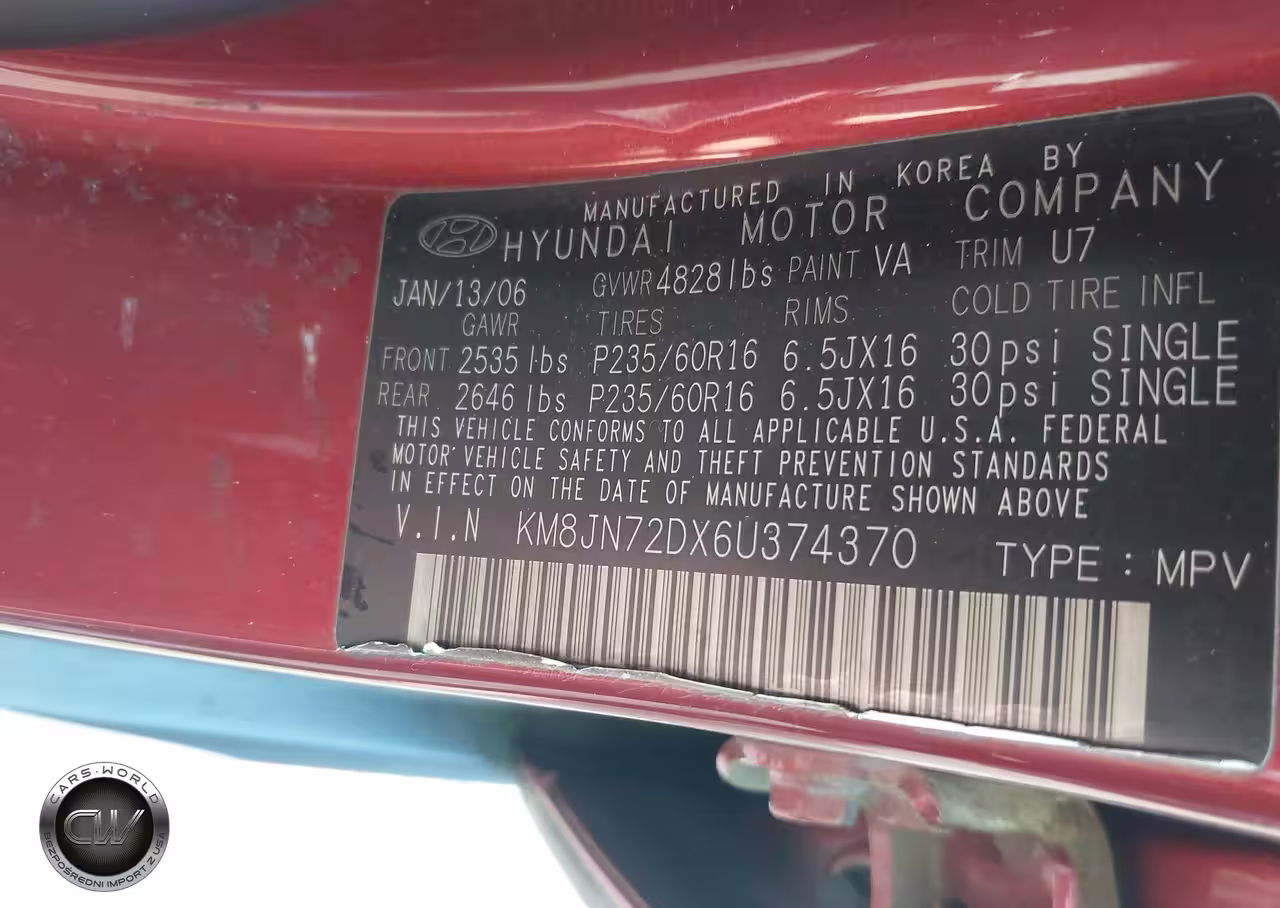 MANUFACTURED IN KOREA BY
HYUNDAI MOTOR COMPANY
JAN/13/06 GVWR 4828 lbs PAINT VA TRIM U7
GAWR TIRES RIMS COLD TIRE INFL
FRONT 2535 lbs P235/60R16 6.5JX16 30psi SINGLE
REAR 2646 lbs P235/60R16 6.5JX16 30psi SINGLE
THIS VEHICLE CONFORMS TO ALL APPLICABLE U.S.A. FEDERAL
MOTOR VEHICLE SAFETY AND THEFT PREVENTION STANDARDS
IN EFFECT ON THE DATE OF MANUFACTURE SHOWN ABOVE
V.I.N KM8JN72DX6U374370 TYPE : MPV
CARS-WORLD
CW
BEZPOŚREDNI IMPORT Z USA